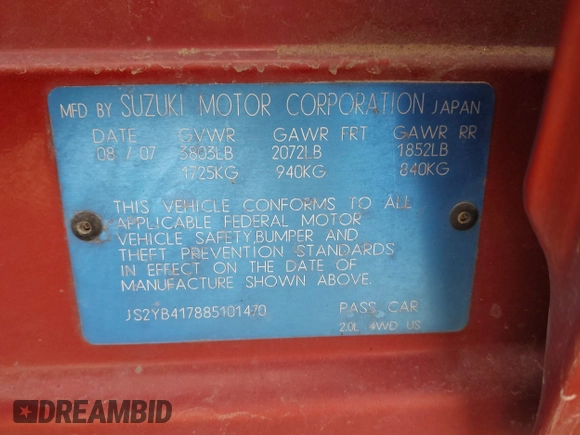 MFD BY SUZUKI MOTOR CORPORATION JAPAN
DATE GVWR GAWR FRT GAWR RR
08 / 07 3803LB 2072LB 1852LB
1725KG 940KG 840KG
THIS VEHICLE CONFORMS TO ALL
APPLICABLE FEDERAL MOTOR
VEHICLE SAFETY,BUMPER AND
THEFT PREVENTION STANDARDS
IN EFFECT ON THE DATE OF
MANUFACTURE SHOWN ABOVE.
JS2YB417885101470 PASS CAR
2.0L 4WD US
DREAMBID